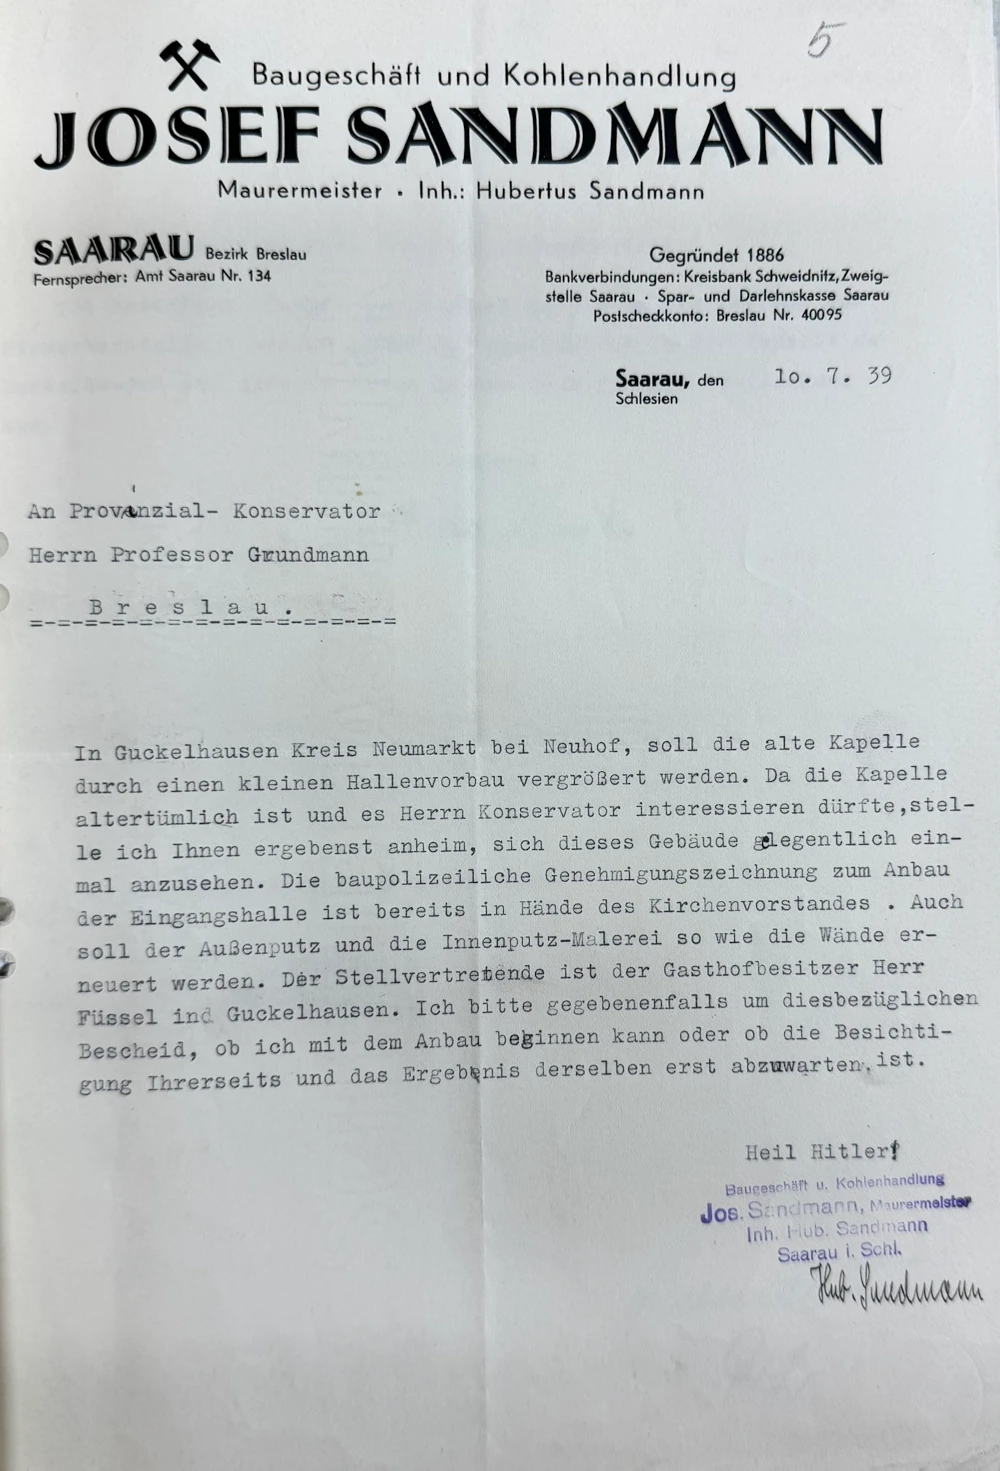 5
Baugeschäft und Kohlenhandlung
JOSEF SANDMANN
Maurermeister • Inh.: Hubertus Sandmann
SAARAU Bezirk Breslau
Fernsprecher: Amt Saarau Nr. 134
Gegründet 1886
Bankverbindungen: Kreisbank Schweidnitz, Zweig-
stelle Saarau · Spar- und Darlehnskasse Saarau
Postscheckkonto: Breslau Nr. 40095
Saarau, den 10. 7. 39
Schlesien
An Provinzial- Konservator
Herrn Professor Grundmann
B r e s l a u .
=-=-=-=-=-=-=-=-=-=-=-=-=-=
In Guckelhausen Kreis Neumarkt bei Neuhof, soll die alte Kapelle
durch einen kleinen Hallenvorbau vergrößert werden. Da die Kapelle
altertümlich ist und es Herrn Konservator interessieren dürfte,stel-
le ich Ihnen ergebenst anheim, sich dieses Gebäude gelegentlich ein-
mal anzusehen. Die baupolizeiliche Genehmigungszeichnung zum Anbau
der Eingangshalle ist bereits in Hände des Kirchenvorstandes . Auch
soll der Außenputz und die Innenputz-Malerei so wie die Wände er-
neuert werden. Der Stellvertretende ist der Gasthofbesitzer Herr
Füssel in Guckelhausen. Ich bitte gegebenenfalls um diesbezüglichen
Bescheid, ob ich mit dem Anbau beginnen kann oder ob die Besichti-
gung Ihrerseits und das Ergebnis derselben erst abzuwarten ist.
Heil Hitler!
Baugeschäft u. Kohlenhandlung
Jos. Sandmann, Maurermeister
Inh. Hub. Sandmann
Saarau i. Schl.
Hub. Sandmann